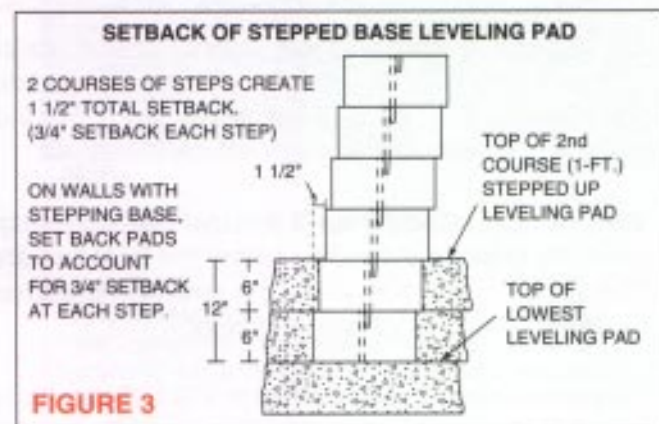 SETBACK OF STEPPED BASE LEVELING PAD
2 COURSES OF STEPS CREATE
1 1/2" TOTAL SETBACK.
(3/4" SETBACK EACH STEP)
ON WALLS WITH
STEPPING BASE,
SET BACK PADS
TO ACCOUNT
FOR 3/4" SETBACK
AT EACH STEP.
1 1/2"
12"
6"
6"
TOP OF 2nd
COURSE (1-FT.)
STEPPED UP
LEVELING PAD
TOP OF
LOWEST
LEVELING PAD
FIGURE 3